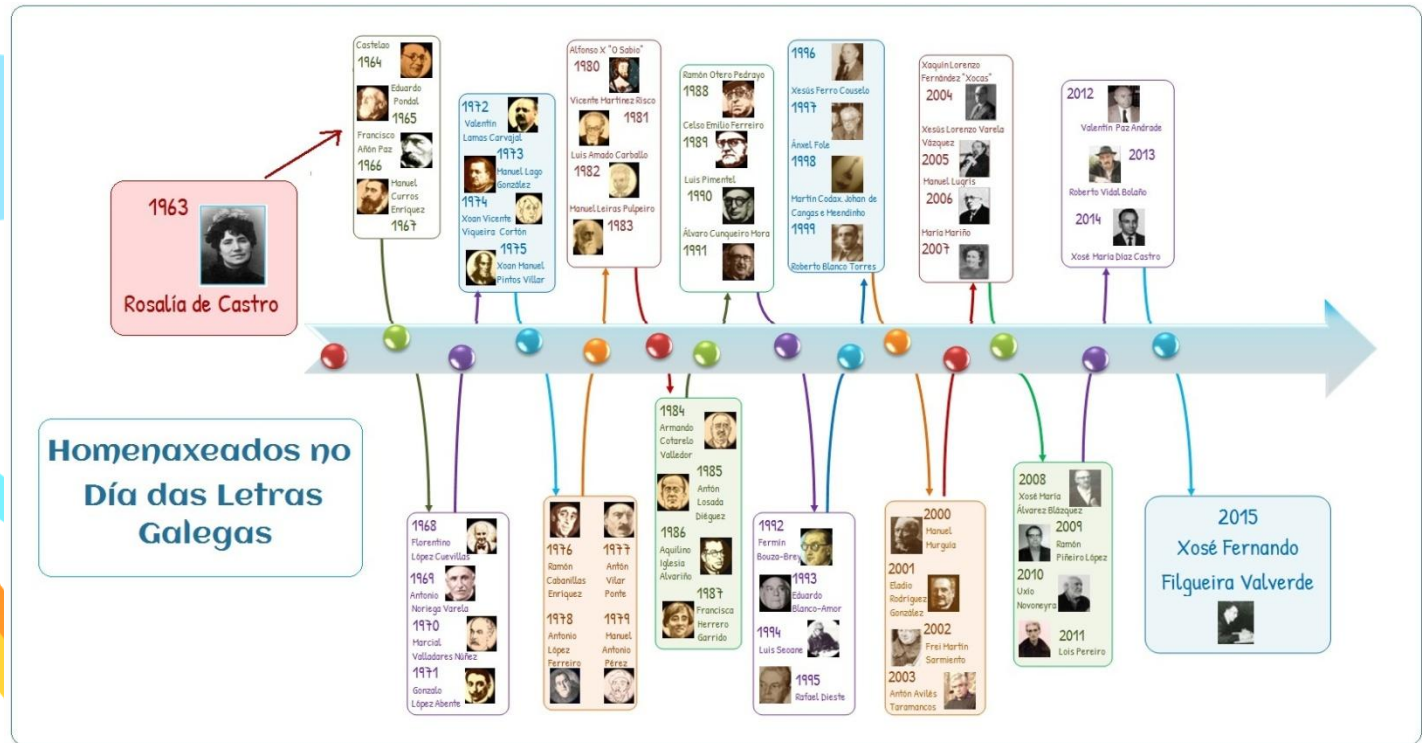 1963
Rosalía de Castro
Homenaxeados no
Día das Letras
Galegas
Castelao
1964
Eduardo
Pondal
1965
Francisco
Añón Paz
1966
Manuel
Curros
Enríquez
1967
1968
Florentino
López Cuevillas
1969
Antonio
Noriega Varela
1970
Marcial
Valladares Núñez
1971
Gonzalo
López Abente
1972
Valentín
Lamas Carvajal
1973
Manuel Lago
González
1974
Xoan Vicente
Viqueira Cortón
1975
Xoan Manuel
Pintos Villar
1976
Ramón
Cabanillas
Enríquez
1977
Antón
Vilar
Ponte
1978
Antonio
López
Ferreiro
1979
Manuel
Antonio
Pérez
Alfonso X "O Sabio"
1980
Vicente Martínez Risco
1981
Luis Amado Carballo
1982
Manuel Leiras Pulpeiro
1983
1984
Armando
Cotarelo
Valledor
1985
Antón
Losada
Diéguez
1986
Aquilino
Iglesia
Alvariño
1987
Francisca
Herrero
Garrido
Ramón Otero Pedrayo
1988
Celso Emilio Ferreiro
1989
Luis Pimentel
1990
Álvaro Cunqueiro Mora
1991
1992
Fermín
Bouza-Brey
1993
Eduardo
Blanco-Amor
1994
Luis Seoane
1995
Rafael Dieste
1996
Xesús Ferro Couselo
1997
Ánxel Fole
1998
Martín Codax, Johan de
Cangas e Meendinho
1999
Roberto Blanco Torres
2000
Manuel
Murguía
2001
Eladio
Rodríguez
González
2002
Frei Martín
Sarmiento
2003
Antón Avilés
Taramancos
Xaquín Lorenzo
Fernández "Xocas"
2004
Xesús Lorenzo Varela
Vázquez
2005
Manuel Lugrís
2006
María Mariño
2007
2008
Xosé María
Álvarez Blázquez
2009
Ramón
Piñeiro López
2010
Uxío
Novoneyra
2011
Lois Pereiro
2012
Valentín Paz Andrade
2013
Roberto Vidal Bolaño
2014
Xosé María Díaz Castro
2015
Xosé Fernando
Filgueira Valverde